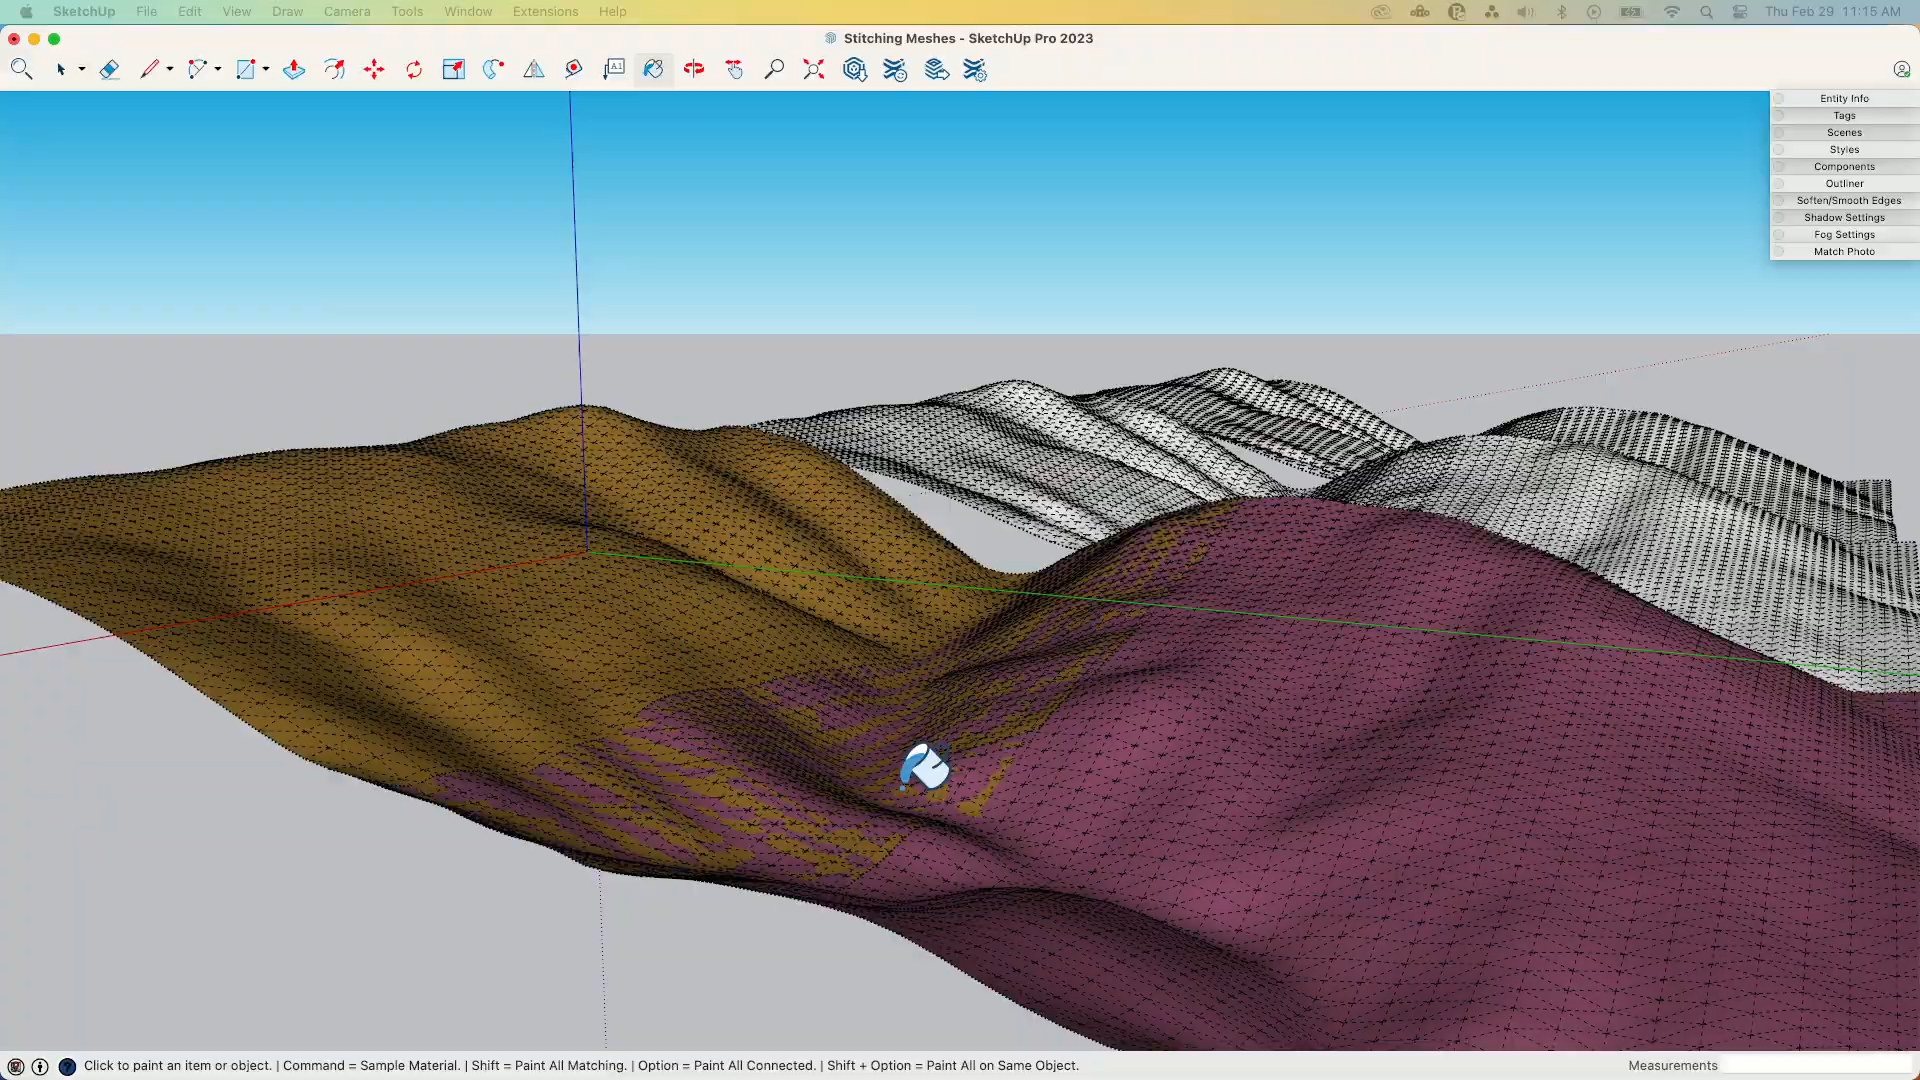 SketchUp File Edit View Draw Camera Tools Window Extensions Help Thu Feb 29 11:15 AM
Stitching Meshes - SketchUp Pro 2023
A1
Entity Info
Tags
Scenes
Styles
Components
Outliner
Soften/Smooth Edges
Shadow Settings
Fog Settings
Match Photo
Click to paint an item or object. | Command = Sample Material. | Shift = Paint All Matching. | Option = Paint All Connected. | Shift + Option = Paint All on Same Object. Measurements